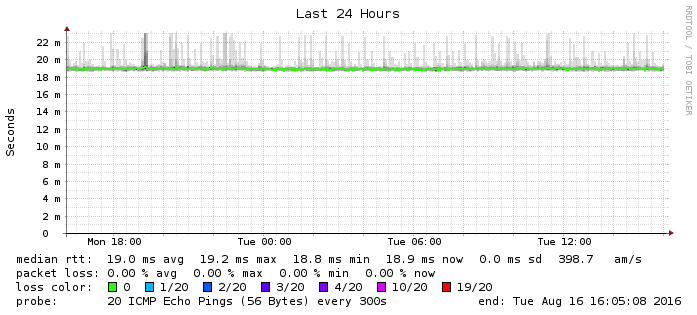 Last 24 Hours
RRDTOOL / TOBI OETIKER
Seconds
22 m
20 m
18 m
16 m
14 m
12 m
10 m
8 m
6 m
4 m
2 m
0
Mon 18:00 Tue 00:00 Tue 06:00 Tue 12:00
median rtt: 19.0 ms avg 19.2 ms max 18.8 ms min 18.9 ms now 0.0 ms sd 398.7 am/s
packet loss: 0.00 % avg 0.00 % max 0.00 % min 0.00 % now
loss color: 0 1/20 2/20 3/20 4/20 10/20 19/20
probe: 20 ICMP Echo Pings (56 Bytes) every 300s end: Tue Aug 16 16:05:08 2016